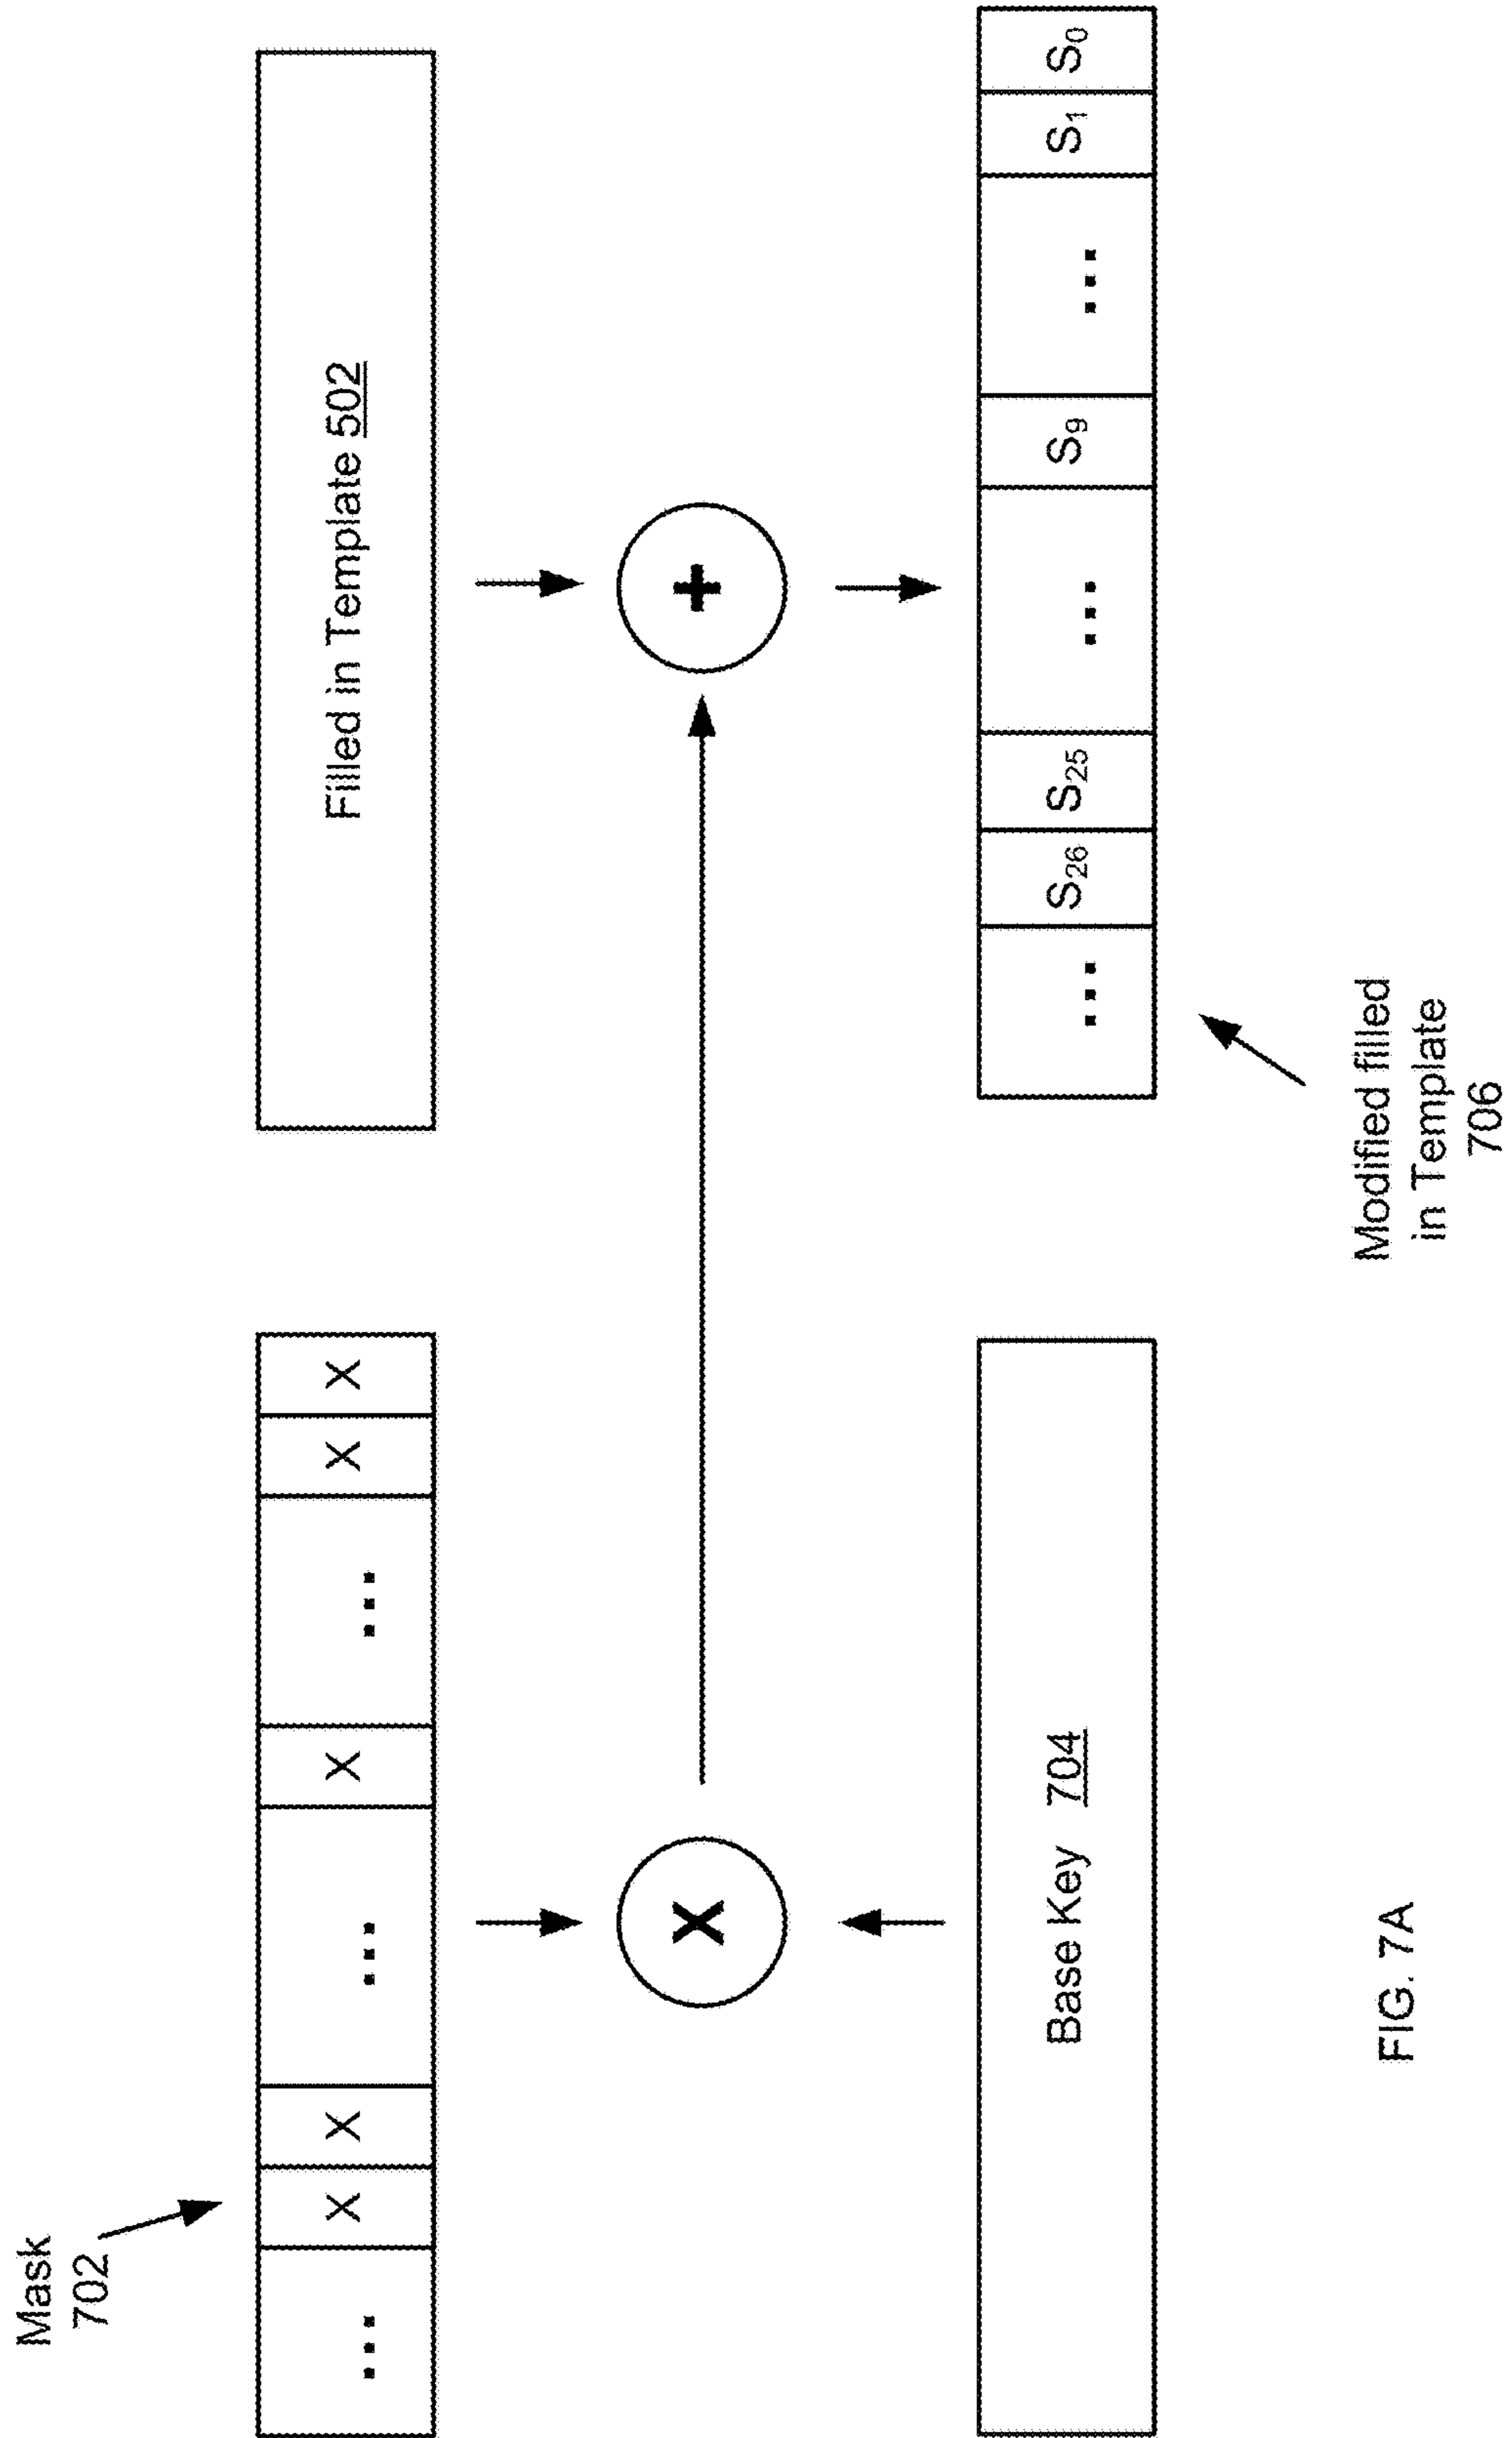 Mask
702
... X X ... X ... X X
Filled in Template 502
X
+
Base Key 704
... S26 S25 ... S9 ... S1 S0
Modified filled
in Template
706
FIG. 7A